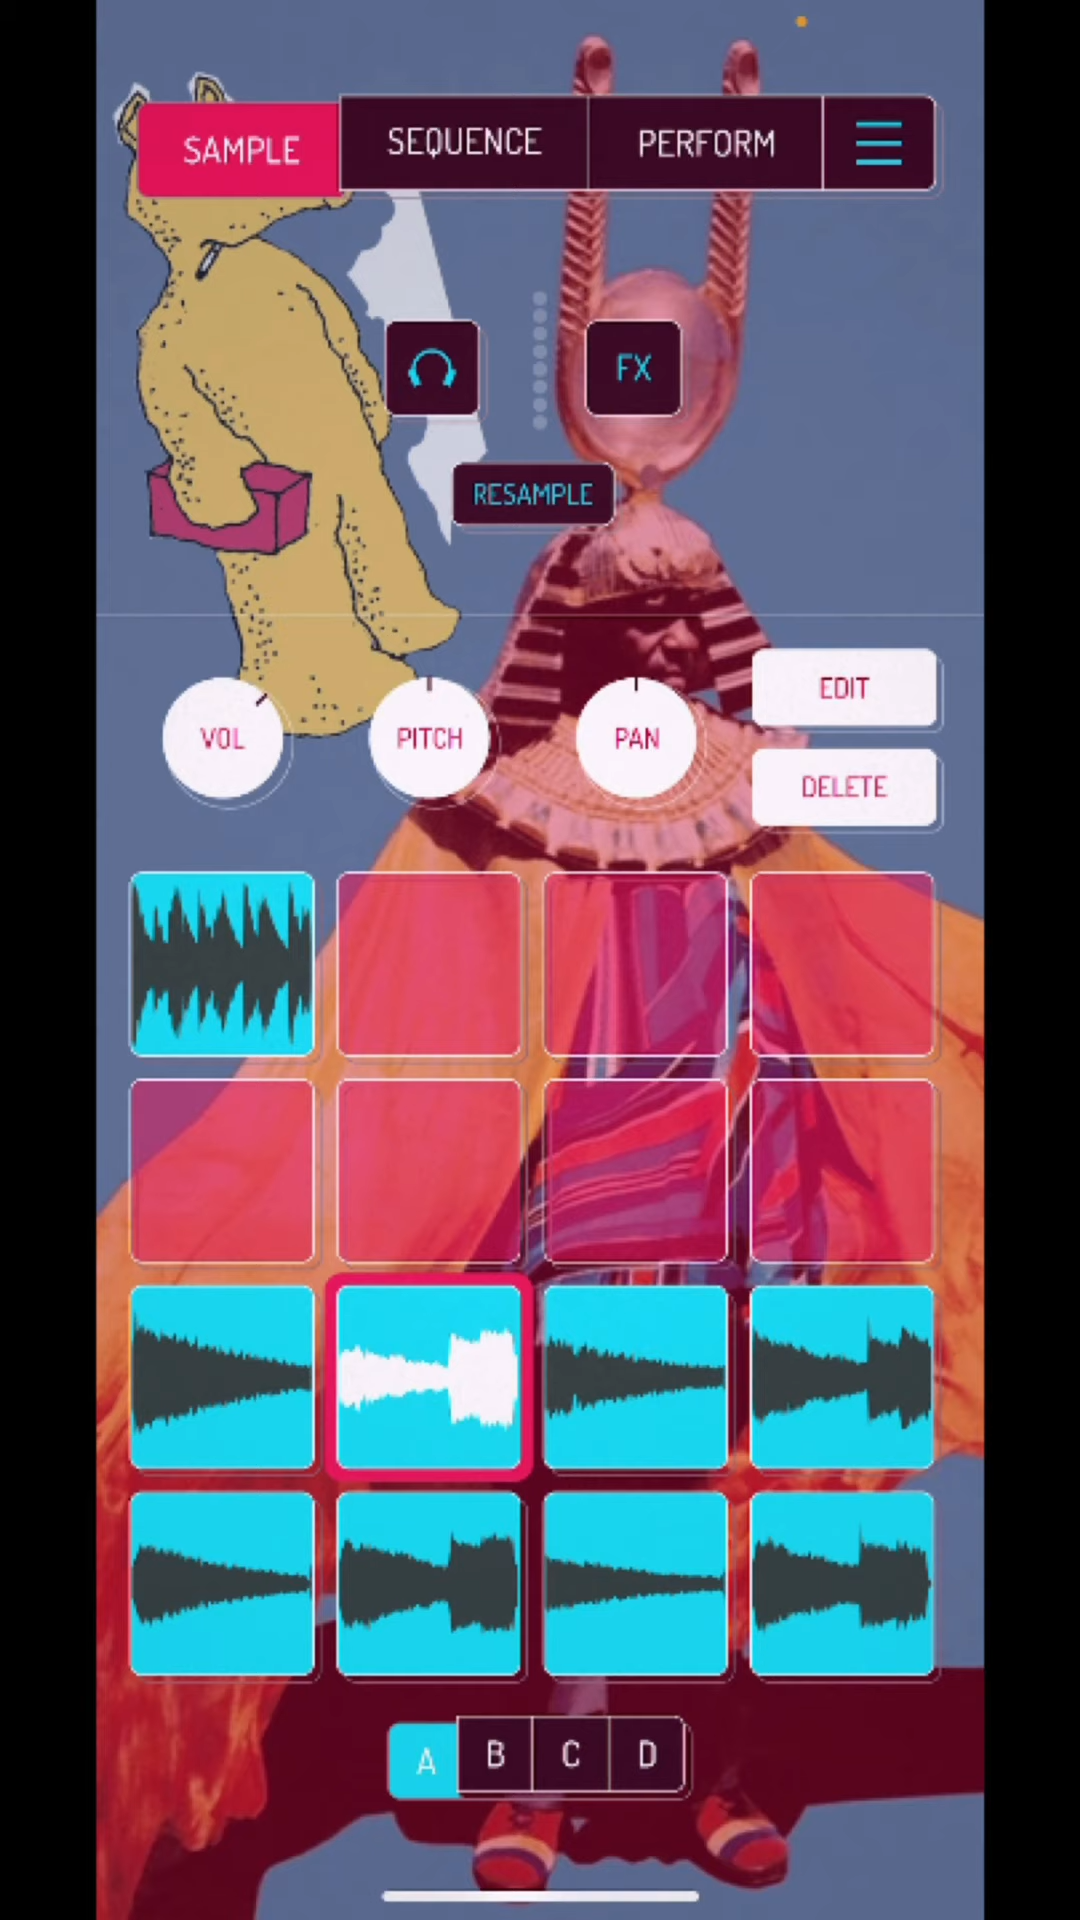 SAMPLE SEQUENCE PERFORM
FX
RESAMPLE
VOL PITCH PAN EDIT
DELETE
A B C D